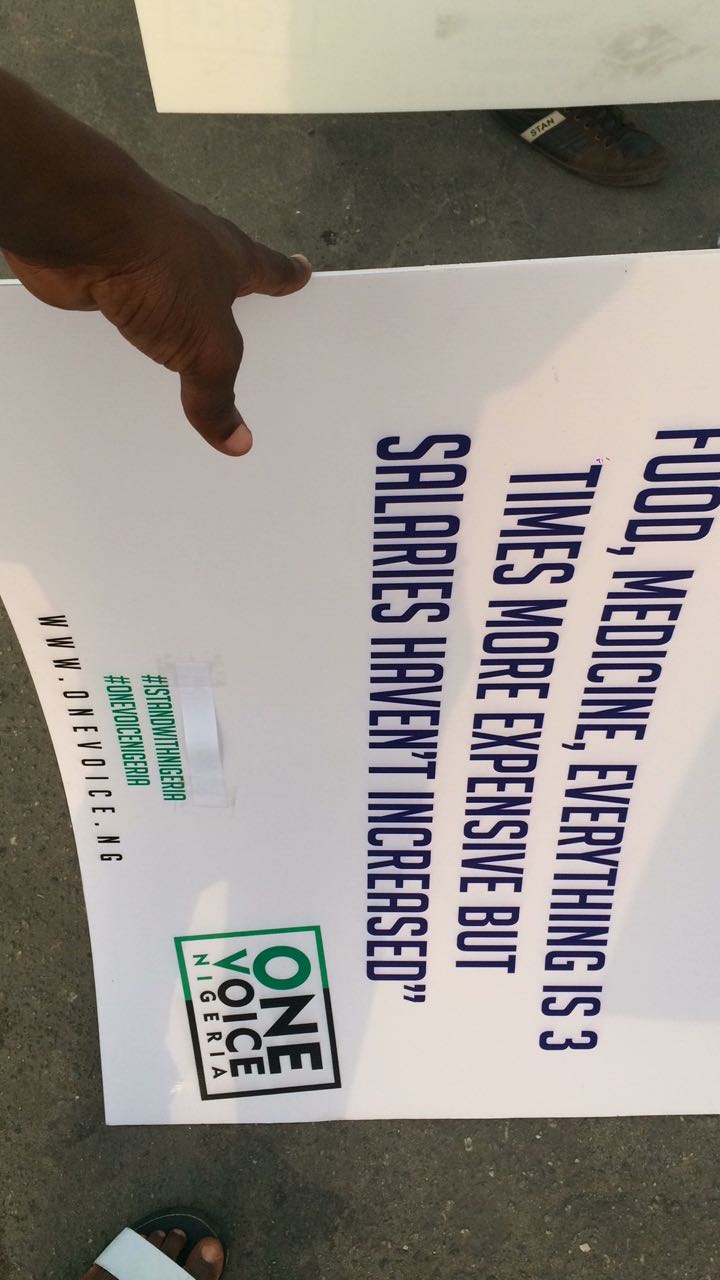 FOOD, MEDICINE, EVERYTHING IS 3
TIMES MORE EXPENSIVE BUT
SALARIES HAVEN'T INCREASED"
#ISTANDWITHNIGERIA
#ONEVOICENIGERIA
WWW.ONEVOICE.NG
ONE
VOICE
NIGERIA
STAN